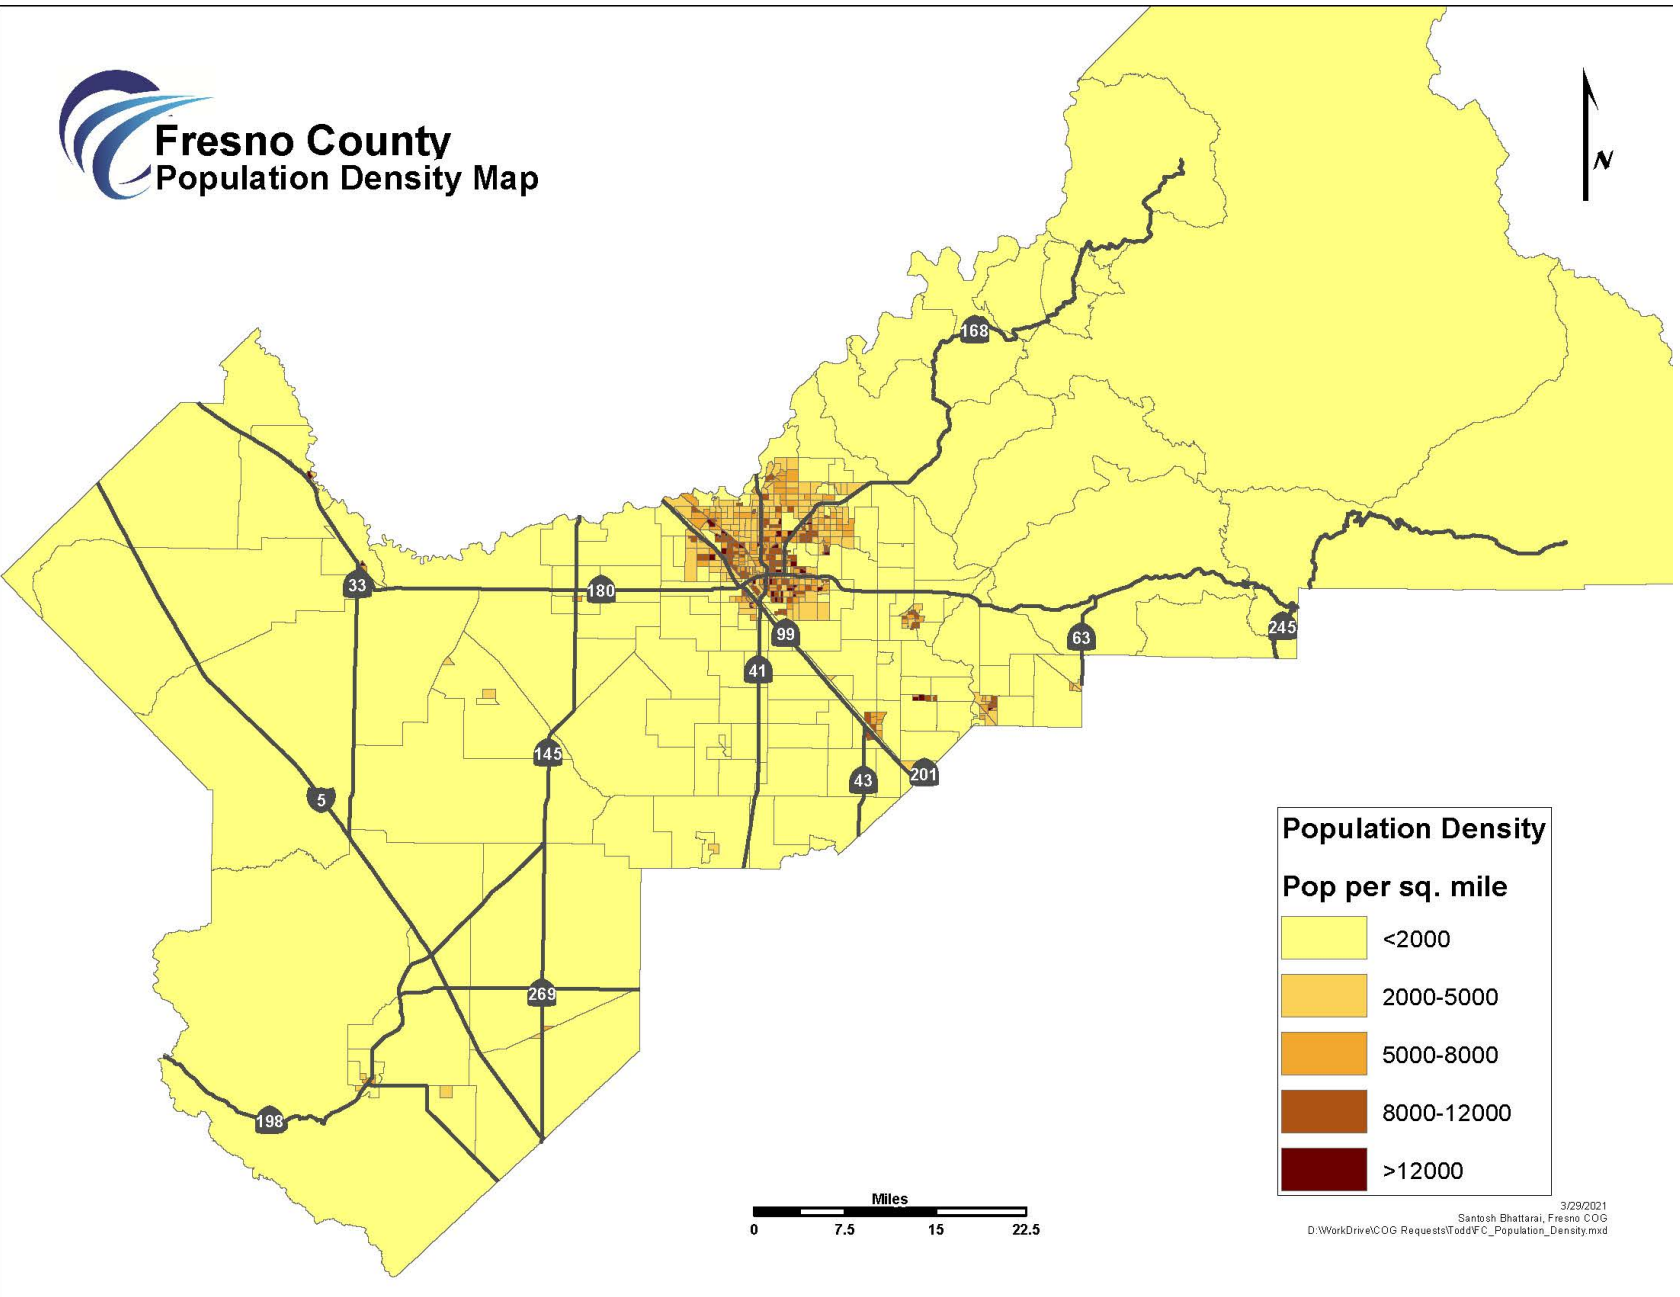 Fresno County
Population Density Map
N
168
33
180
99
63
245
41
145
43
201
5
269
198
Population Density
Pop per sq. mile
<2000
2000-5000
5000-8000
8000-12000
>12000
Miles
0 7.5 15 22.5
3/29/2021
Santosh Bhattarai, Fresno COG
D:\WorkDrive\COG Requests\Todd\FC_Population_Density.mxd